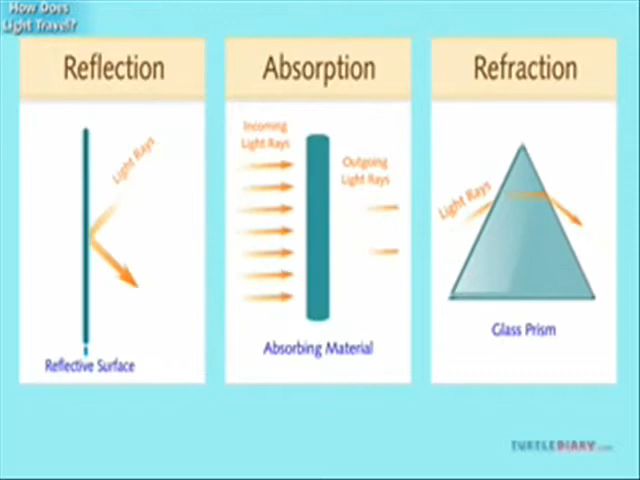 How Does
Light Travel?
Reflection
Light Rays
Reflective Surface
Absorption
Incoming
Light Rays
Outgoing
Light Rays
Absorbing Material
Refraction
Light Rays
Glass Prism
TURTLEDIARY.com